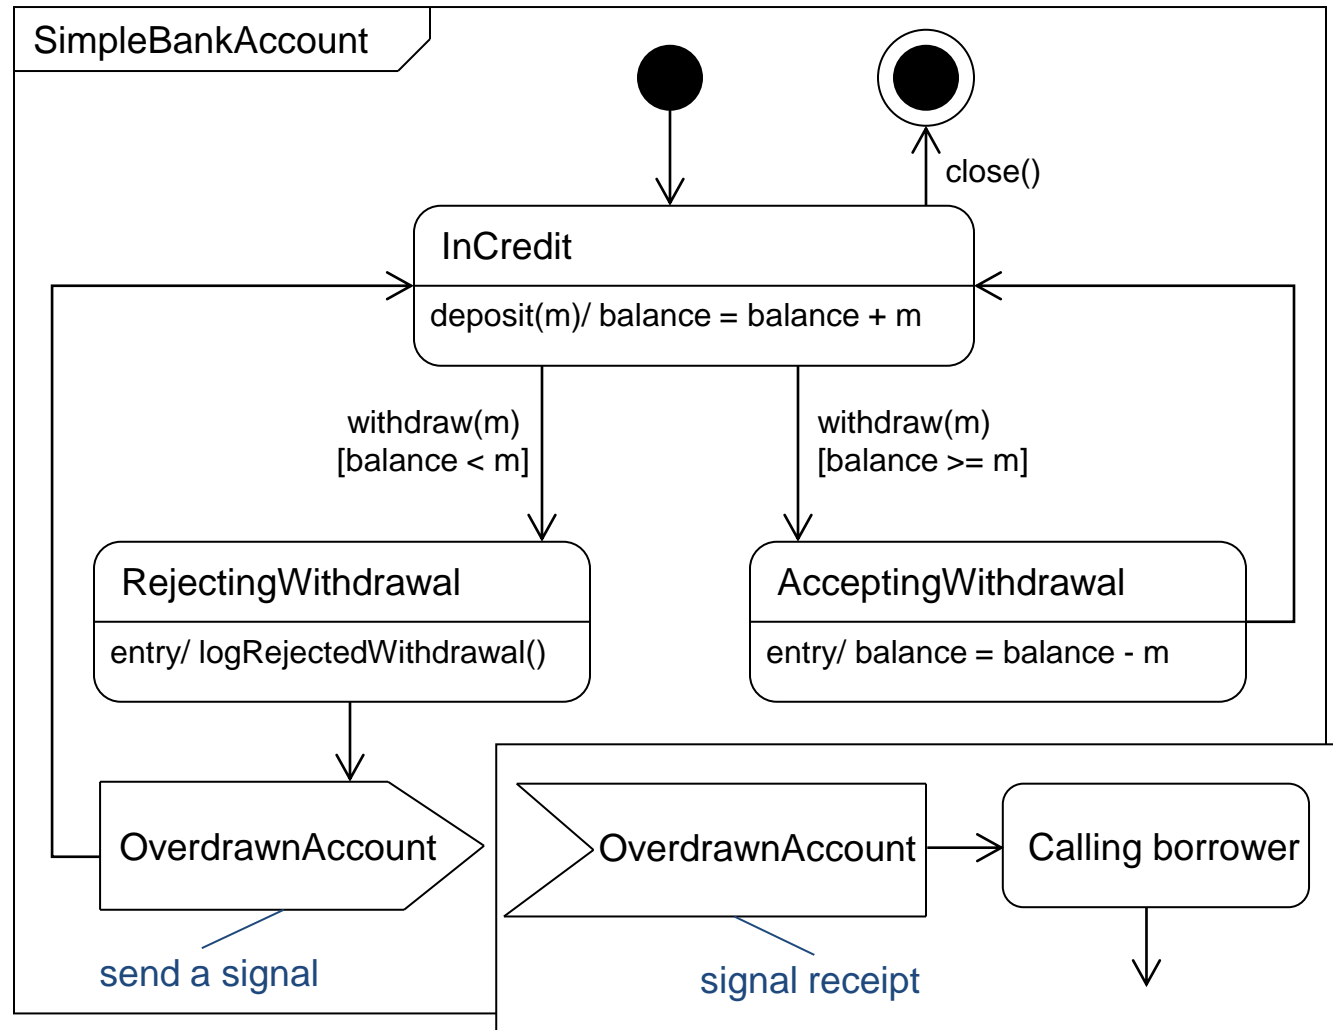 SimpleBankAccount
close()
InCredit
deposit(m)/ balance = balance + m
withdraw(m)
[balance < m]
withdraw(m)
[balance >= m]
RejectingWithdrawal
entry/ logRejectedWithdrawal()
AcceptingWithdrawal
entry/ balance = balance - m
OverdrawnAccount
OverdrawnAccount
Calling borrower
send a signal
signal receipt